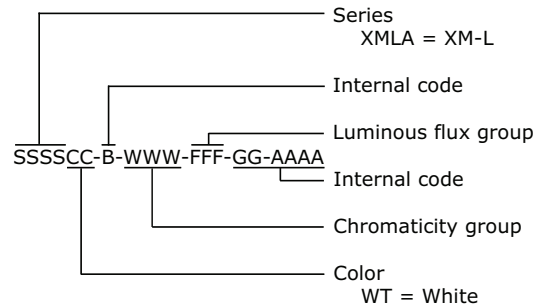 Series
XMLA = XM-L
Internal code
Luminous flux group
SSSSCC-B-WWW-FFF-GG-AAAA
Internal code
Chromaticity group
Color
WT = White